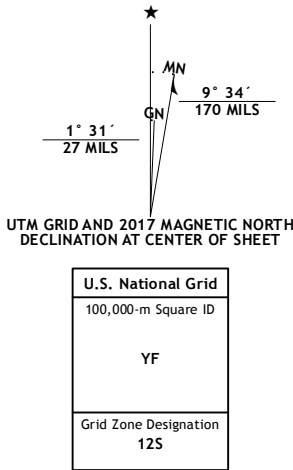 ★
MN
GN
9° 34´
170 MILS
1° 31´
27 MILS
UTM GRID AND 2017 MAGNETIC NORTH
DECLINATION AT CENTER OF SHEET
U.S. National Grid
100,000-m Square ID
YF
Grid Zone Designation
12S